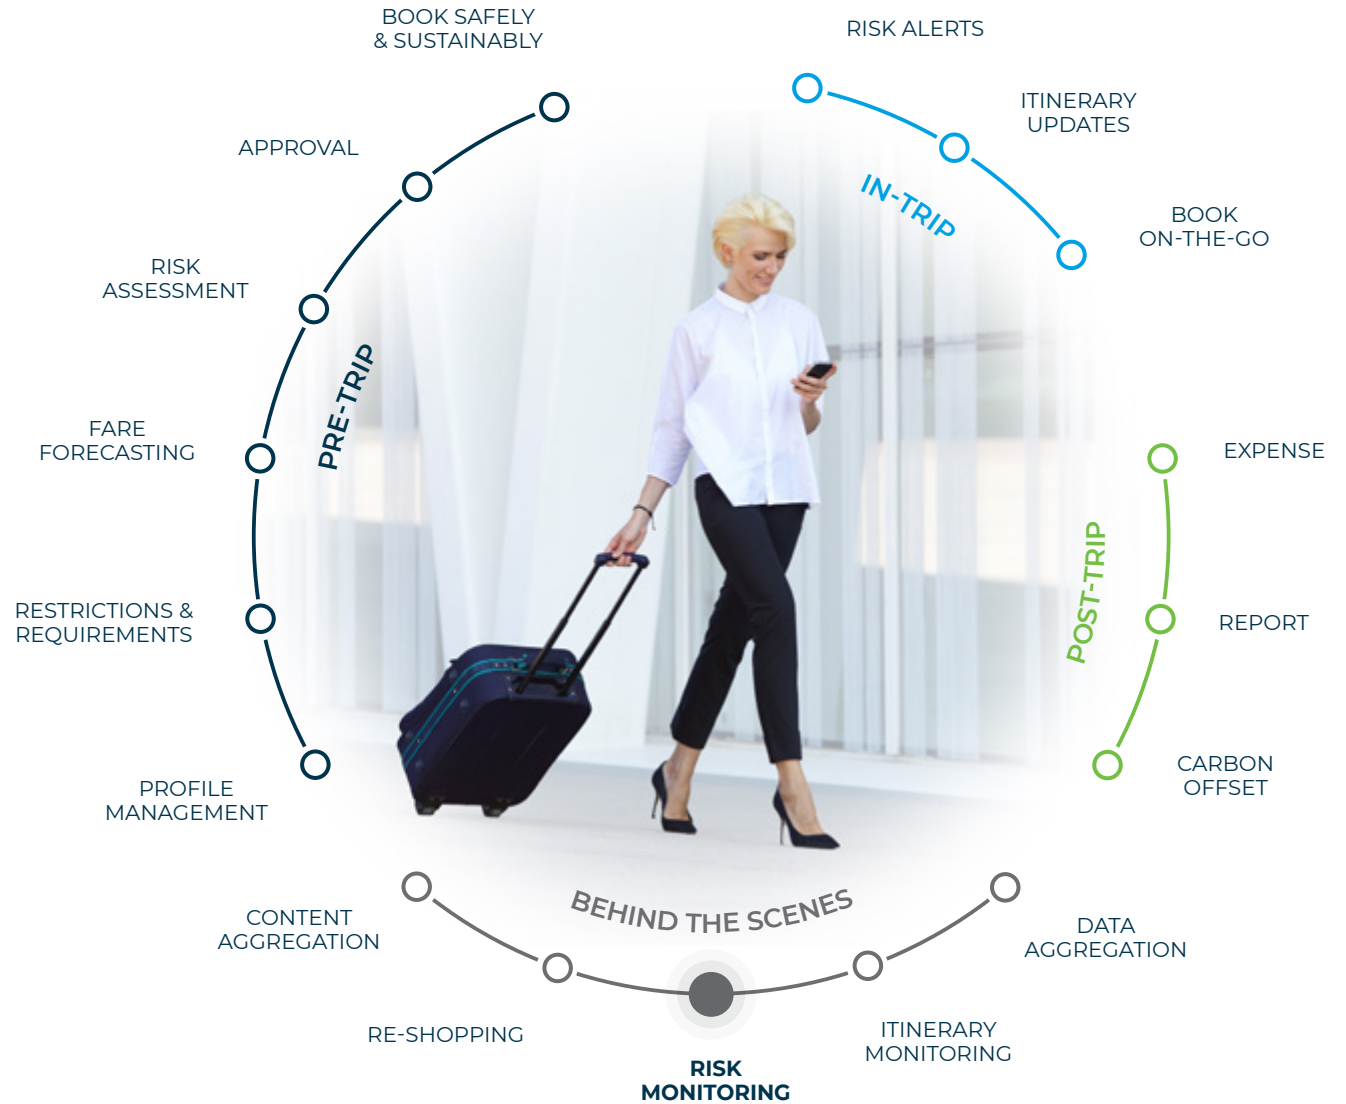 BOOK SAFELY
& SUSTAINABLY
APPROVAL
RISK
ASSESSMENT
FARE
FORECASTING
RESTRICTIONS &
REQUIREMENTS
PROFILE
MANAGEMENT
PRE-TRIP
RISK ALERTS
ITINERARY
UPDATES
BOOK
ON-THE-GO
IN-TRIP
EXPENSE
REPORT
CARBON
OFFSET
POST-TRIP
BEHIND THE SCENES
CONTENT
AGGREGATION
RE-SHOPPING
RISK
MONITORING
ITINERARY
MONITORING
DATA
AGGREGATION